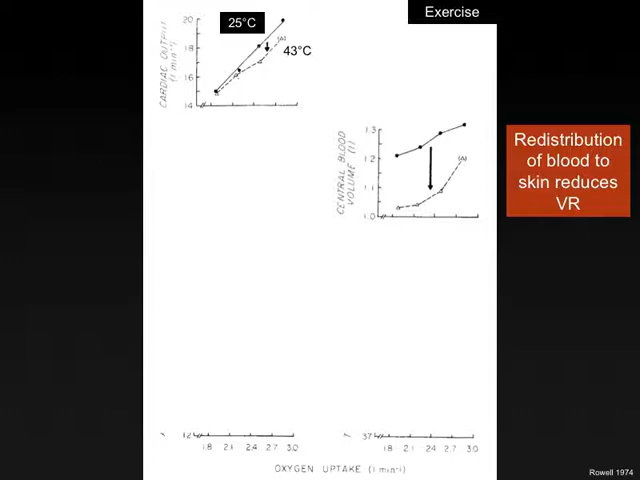 Exercise
25°C
43°C
CARDIAC OUTPUT
(l min⁻¹)
20
18
16
14
(Δ)
CENTRAL BLOOD
VOLUME (l)
1.3
1.2
1.1
1.0
(Δ)
Redistribution
of blood to
skin reduces
VR
12
1.8 2.1 2.4 2.7 3.0
37
1.8 2.1 2.4 2.7 3.0
OXYGEN UPTAKE (l min⁻¹)
Rowell 1974